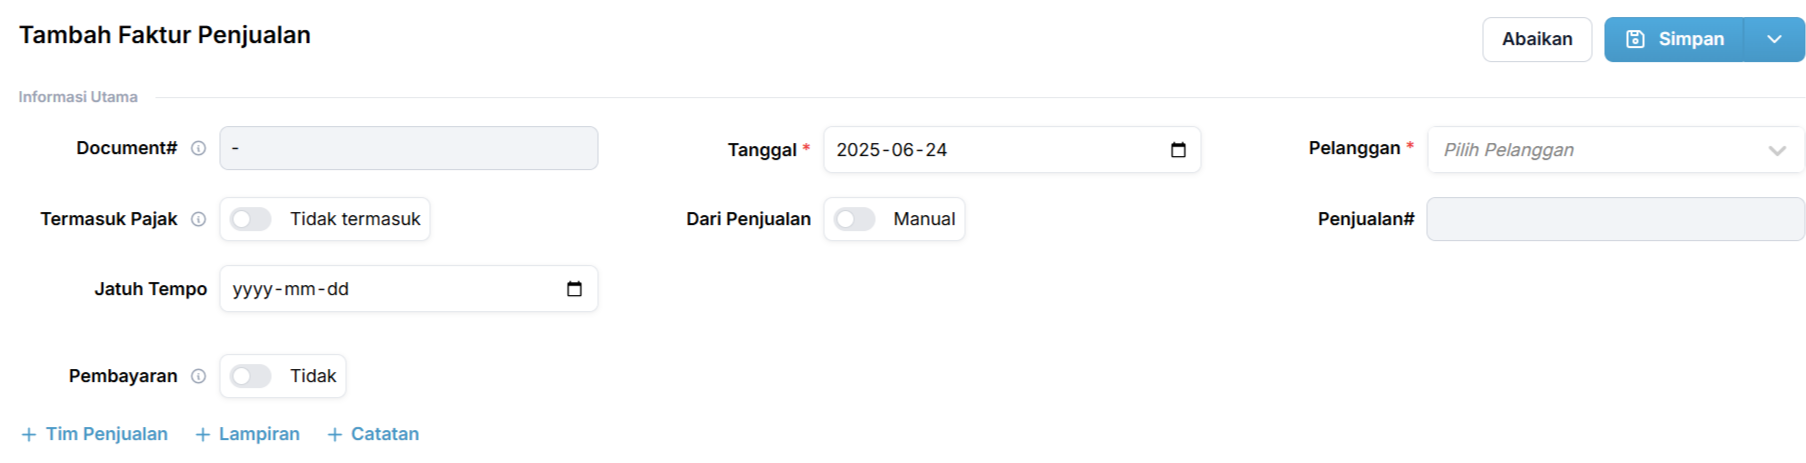 Tambah Faktur Penjualan
Abaikan
Simpan
Informasi Utama
Document# -
Tanggal * 2025-06-24
Pelanggan * Pilih Pelanggan
Termasuk Pajak Tidak termasuk
Dari Penjualan Manual
Penjualan#
Jatuh Tempo yyyy-mm-dd
Pembayaran Tidak
+ Tim Penjualan + Lampiran + Catatan